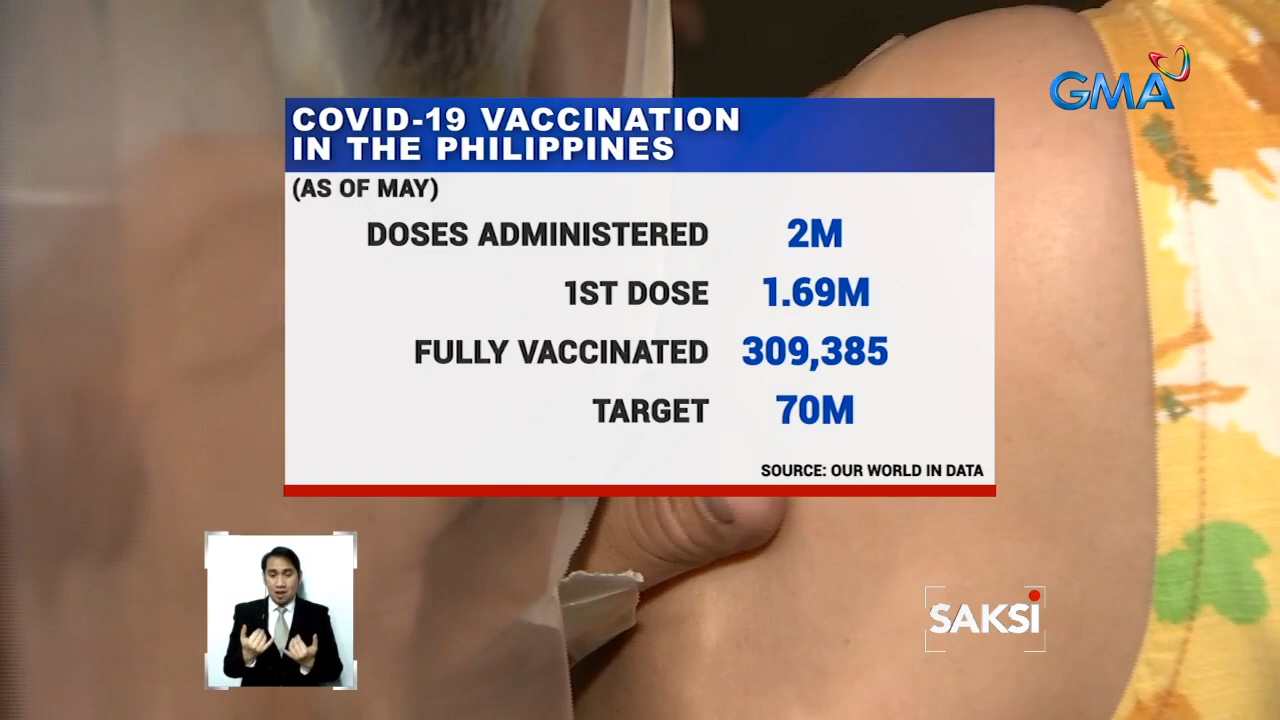 GMA
COVID-19 VACCINATION
IN THE PHILIPPINES
(AS OF MAY)
DOSES ADMINISTERED 2M
1ST DOSE 1.69M
FULLY VACCINATED 309,385
TARGET 70M
SOURCE: OUR WORLD IN DATA
SAKSi